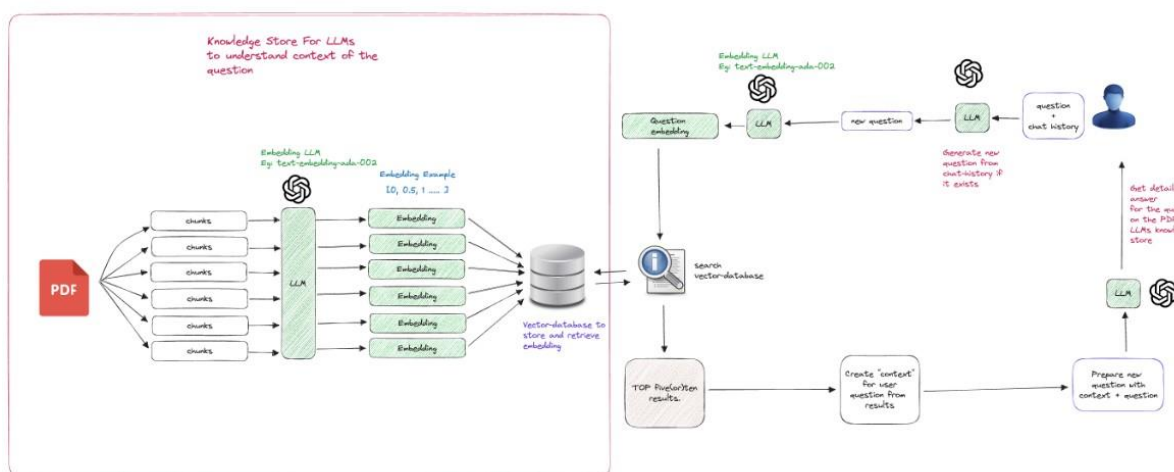 Knowledge Store For LLMs
to understand context of the
question
Embedding LLM
Eg: text-embedding-ada-002
Embedding Example
[0, 0.5, 1 ..... ]
PDF
chunks
chunks
chunks
chunks
chunks
chunks
LLM
Embedding
Embedding
Embedding
Embedding
Embedding
Embedding
Vector-database to
store and retrieve
embedding
Embedding LLM
Eg: text-embedding-ada-002
Question
embedding
LLM
new question
LLM
question
+
chat history
Generate new
question from
chat-history if
it exists
search
vector-database
TOP five(or)ten
results.
Create "context"
for user
question from
results
Prepare new
question with
context + question
LLM
Get detail
answer
for the qu
on the PDF
LLMs know
store